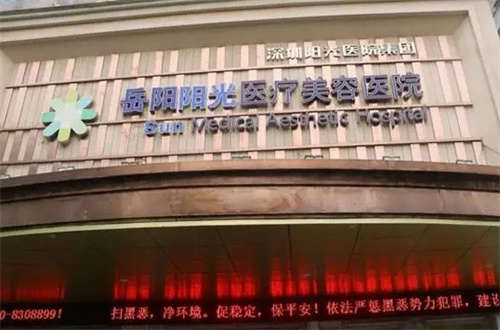 深圳阳光医院集团
岳阳阳光医疗美容医院
Sun Medical Aesthetic Hospital
0-8308899! 扫黑恶，净环境。促稳定，保平安！依法严惩黑恶势力犯罪，建设